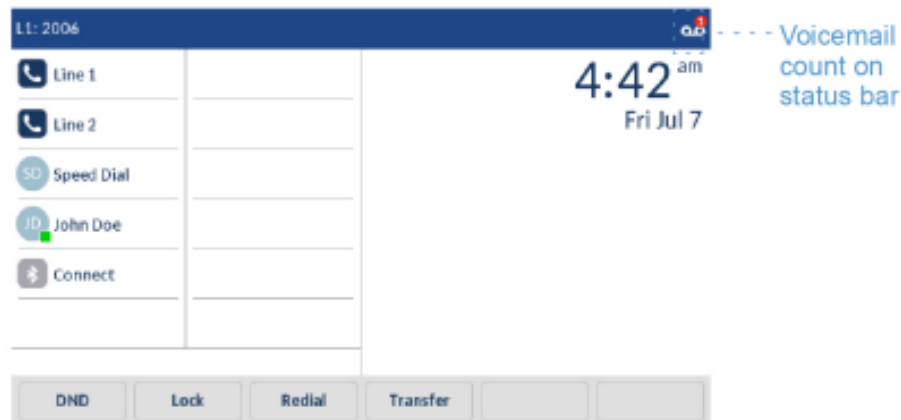 L1: 2006
1
Voicemail
count on
status bar
Line 1
4:42 am
Fri Jul 7
Line 2
SD Speed Dial
JD John Doe
Connect
DND Lock Redial Transfer